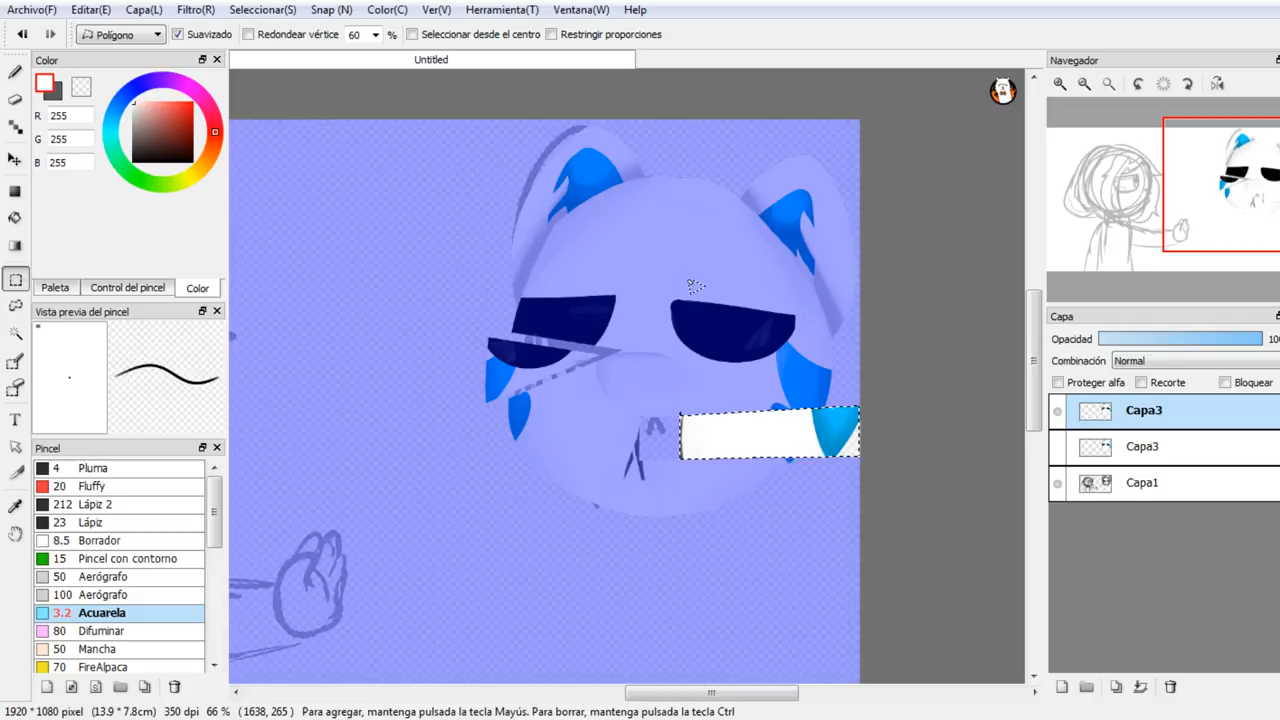 Archivo(F) Editar(E) Capa(L) Filtro(R) Seleccionar(S) Snap (N) Color(C) Ver(V) Herramienta(T) Ventana(W) Help
Polígono Suavizado Redondear vértice 60 % Seleccionar desde el centro Restringir proporciones
Color
Untitled
Navegador
R 255
G 255
B 255
Paleta Control del pincel Color
Vista previa del pincel
Capa
Opacidad 10
Combinación Normal
Proteger alfa Recorte Bloquear
Capa3
Capa3
Capa1
Pincel
4 Pluma
20 Fluffy
212 Lápiz 2
23 Lápiz
8.5 Borrador
15 Pincel con contorno
50 Aerógrafo
100 Aerógrafo
3.2 Acuarela
80 Difuminar
50 Mancha
70 FireAlpaca
1920 * 1080 pixel (13.9 * 7.8cm) 350 dpi 66 % (1638, 265) Para agregar, mantenga pulsada la tecla Mayús. Para borrar, mantenga pulsada la tecla Ctrl